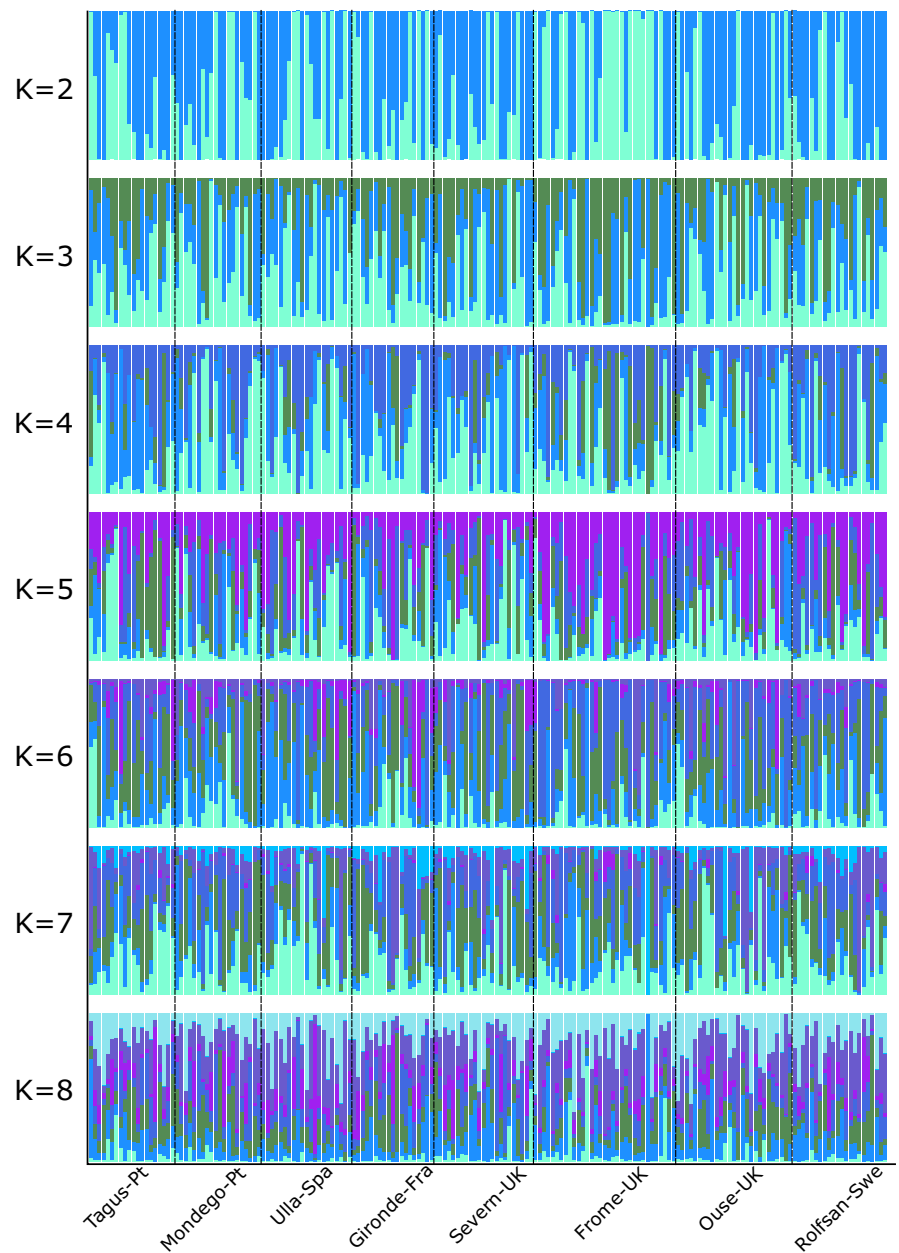 K=2
K=3
K=4
K=5
K=6
K=7
K=8
Tagus-Pt
Mondego-Pt
Ulla-Spa
Gironde-Fra
Severn-UK
Frome-UK
Ouse-UK
Rolfsan-Swe